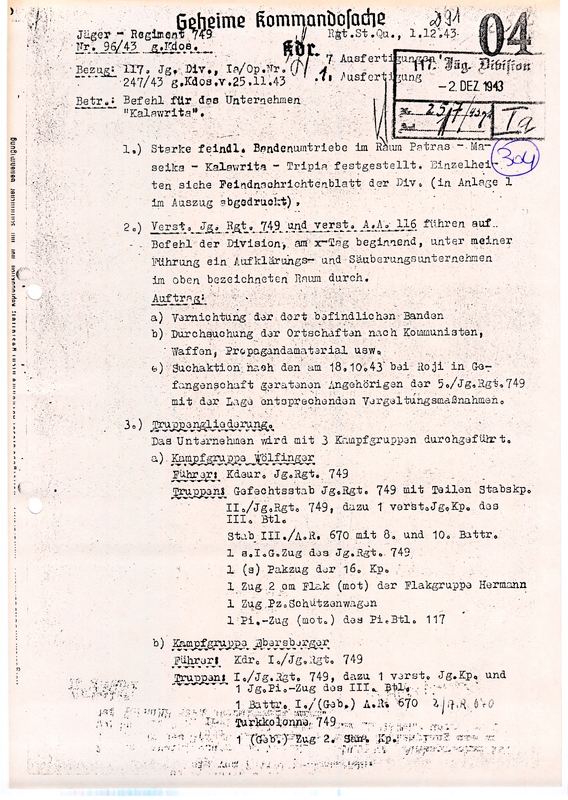 Geheime Kommandosache
291
Jäger - Regiment 749
Rgt.St.Qu., 1.12.43
04
Nr. 96/43 g.Kdos.
Kdr.
7 Ausfertigungen
1. Ausfertigung
Bezug: 117. Jg. Div., Ia/Op.Nr.
247/43 g.Kdos.v.25.11.43
117. Jäg. Division
-2. DEZ. 1943
Ia
Betr.: Befehl für das Unternehmen
"Kalawrita".
304
1.) Starke feindl. Bandenumtriebe im Raum Patras - Ma-
seika - Kalawrita - Tripia festgestellt. Einzelhei-
ten siehe Feindnachrichtenblatt der Div. (in Anlage 1
im Auszug abgedruckt).
2.) Verst. Jg. Rgt. 749 und verst. A.A. 116 führen auf
Befehl der Division, am x-Tag beginnend, unter meiner
Führung ein Aufklärungs- und Säuberungsunternehmen
im oben bezeichneten Raum durch.
Auftrag:
a) Vernichtung der dort befindlichen Banden
b) Durchsuchung der Ortschaften nach Kommunisten,
Waffen, Propagandamaterial usw.
c) Suchaktion nach den am 18.10.43 bei Roji in Ge-
fangenschaft geratenen Angehörigen der 5./Jg.Rgt.749
mit der Lage entsprechenden Vergeltungsmaßnahmen.
3.) Truppengliederung.
Das Unternehmen wird mit 3 Kampfgruppen durchgeführt.
a) Kampfgruppe Wölfinger
Führer: Kdeur. Jg.Rgt. 749
Truppen: Gefechtsstab Jg.Rgt. 749 mit Teilen Stabskp.
II./Jg.Rgt. 749, dazu 1 verst.Jg.Kp. des
III. Btl.
Stab III./A.R. 670 mit 8. und 10. Battr.
1 s.I.G.Zug des Jg.Rgt. 749
1 (s) Pakzug der 16. Kp.
1 Zug 2 cm Flak (mot) der Flakgruppe Hermann
1 Zug Pz.Schützenwagen
1 Pi.-Zug (mot.) des Pi.Btl. 117
b) Kampfgruppe Ebersberger
Führer: Kdr. I./Jg.Rgt. 749
Truppen: I./Jg.Rgt. 749, dazu 1 verst. Jg.Kp. und
1 Jg.Pi.-Zug des III. Btl.
1 Battr. I./(Geb.) A.R. 670
Turkkolonne 749
1 (Geb.) Zug 2. San. Kp.